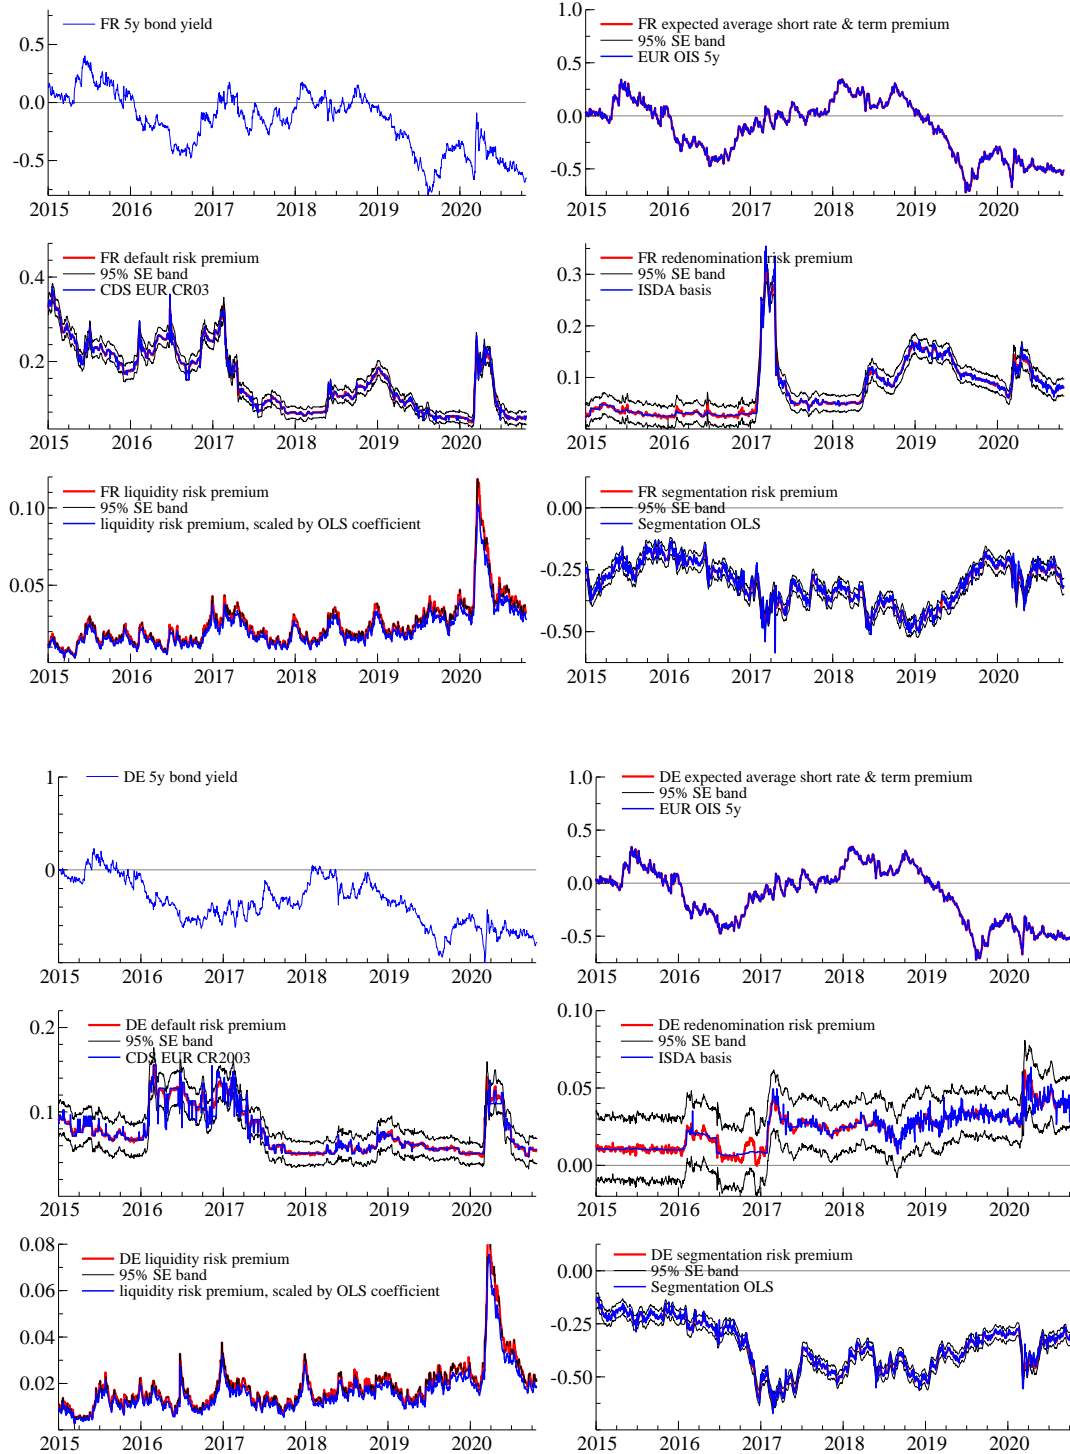 FR 5y bond yield
0.5
0.0
-0.5
2015 2016 2017 2018 2019 2020
FR expected average short rate & term premium
95% SE band
EUR OIS 5y
1.0
0.5
0.0
-0.5
2015 2016 2017 2018 2019 2020
FR default risk premium
95% SE band
CDS EUR CR03
0.4
0.2
2015 2016 2017 2018 2019 2020
FR redenomination risk premium
95% SE band
ISDA basis
0.3
0.1
2015 2016 2017 2018 2019 2020
FR liquidity risk premium
95% SE band
liquidity risk premium, scaled by OLS coefficient
0.10
0.05
2015 2016 2017 2018 2019 2020
FR segmentation risk premium
95% SE band
Segmentation OLS
0.00
-0.25
-0.50
2015 2016 2017 2018 2019 2020
DE 5y bond yield
1
0
2015 2016 2017 2018 2019 2020
DE expected average short rate & term premium
95% SE band
EUR OIS 5y
1.0
0.5
0.0
-0.5
2015 2016 2017 2018 2019 2020
DE default risk premium
95% SE band
CDS EUR CR2003
0.2
0.1
2015 2016 2017 2018 2019 2020
DE redenomination risk premium
95% SE band
ISDA basis
0.10
0.05
0.00
2015 2016 2017 2018 2019 2020
DE liquidity risk premium
95% SE band
liquidity risk premium, scaled by OLS coefficient
0.08
0.06
0.04
0.02
2015 2016 2017 2018 2019 2020
DE segmentation risk premium
95% SE band
Segmentation OLS
0.00
-0.25
-0.50
2015 2016 2017 2018 2019 2020